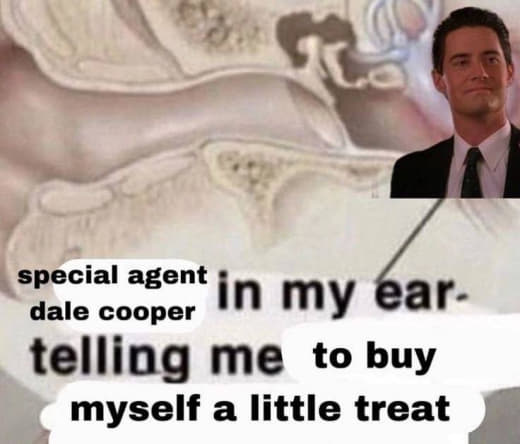 special agent
dale cooper in my ear-
telling me to buy
myself a little treat